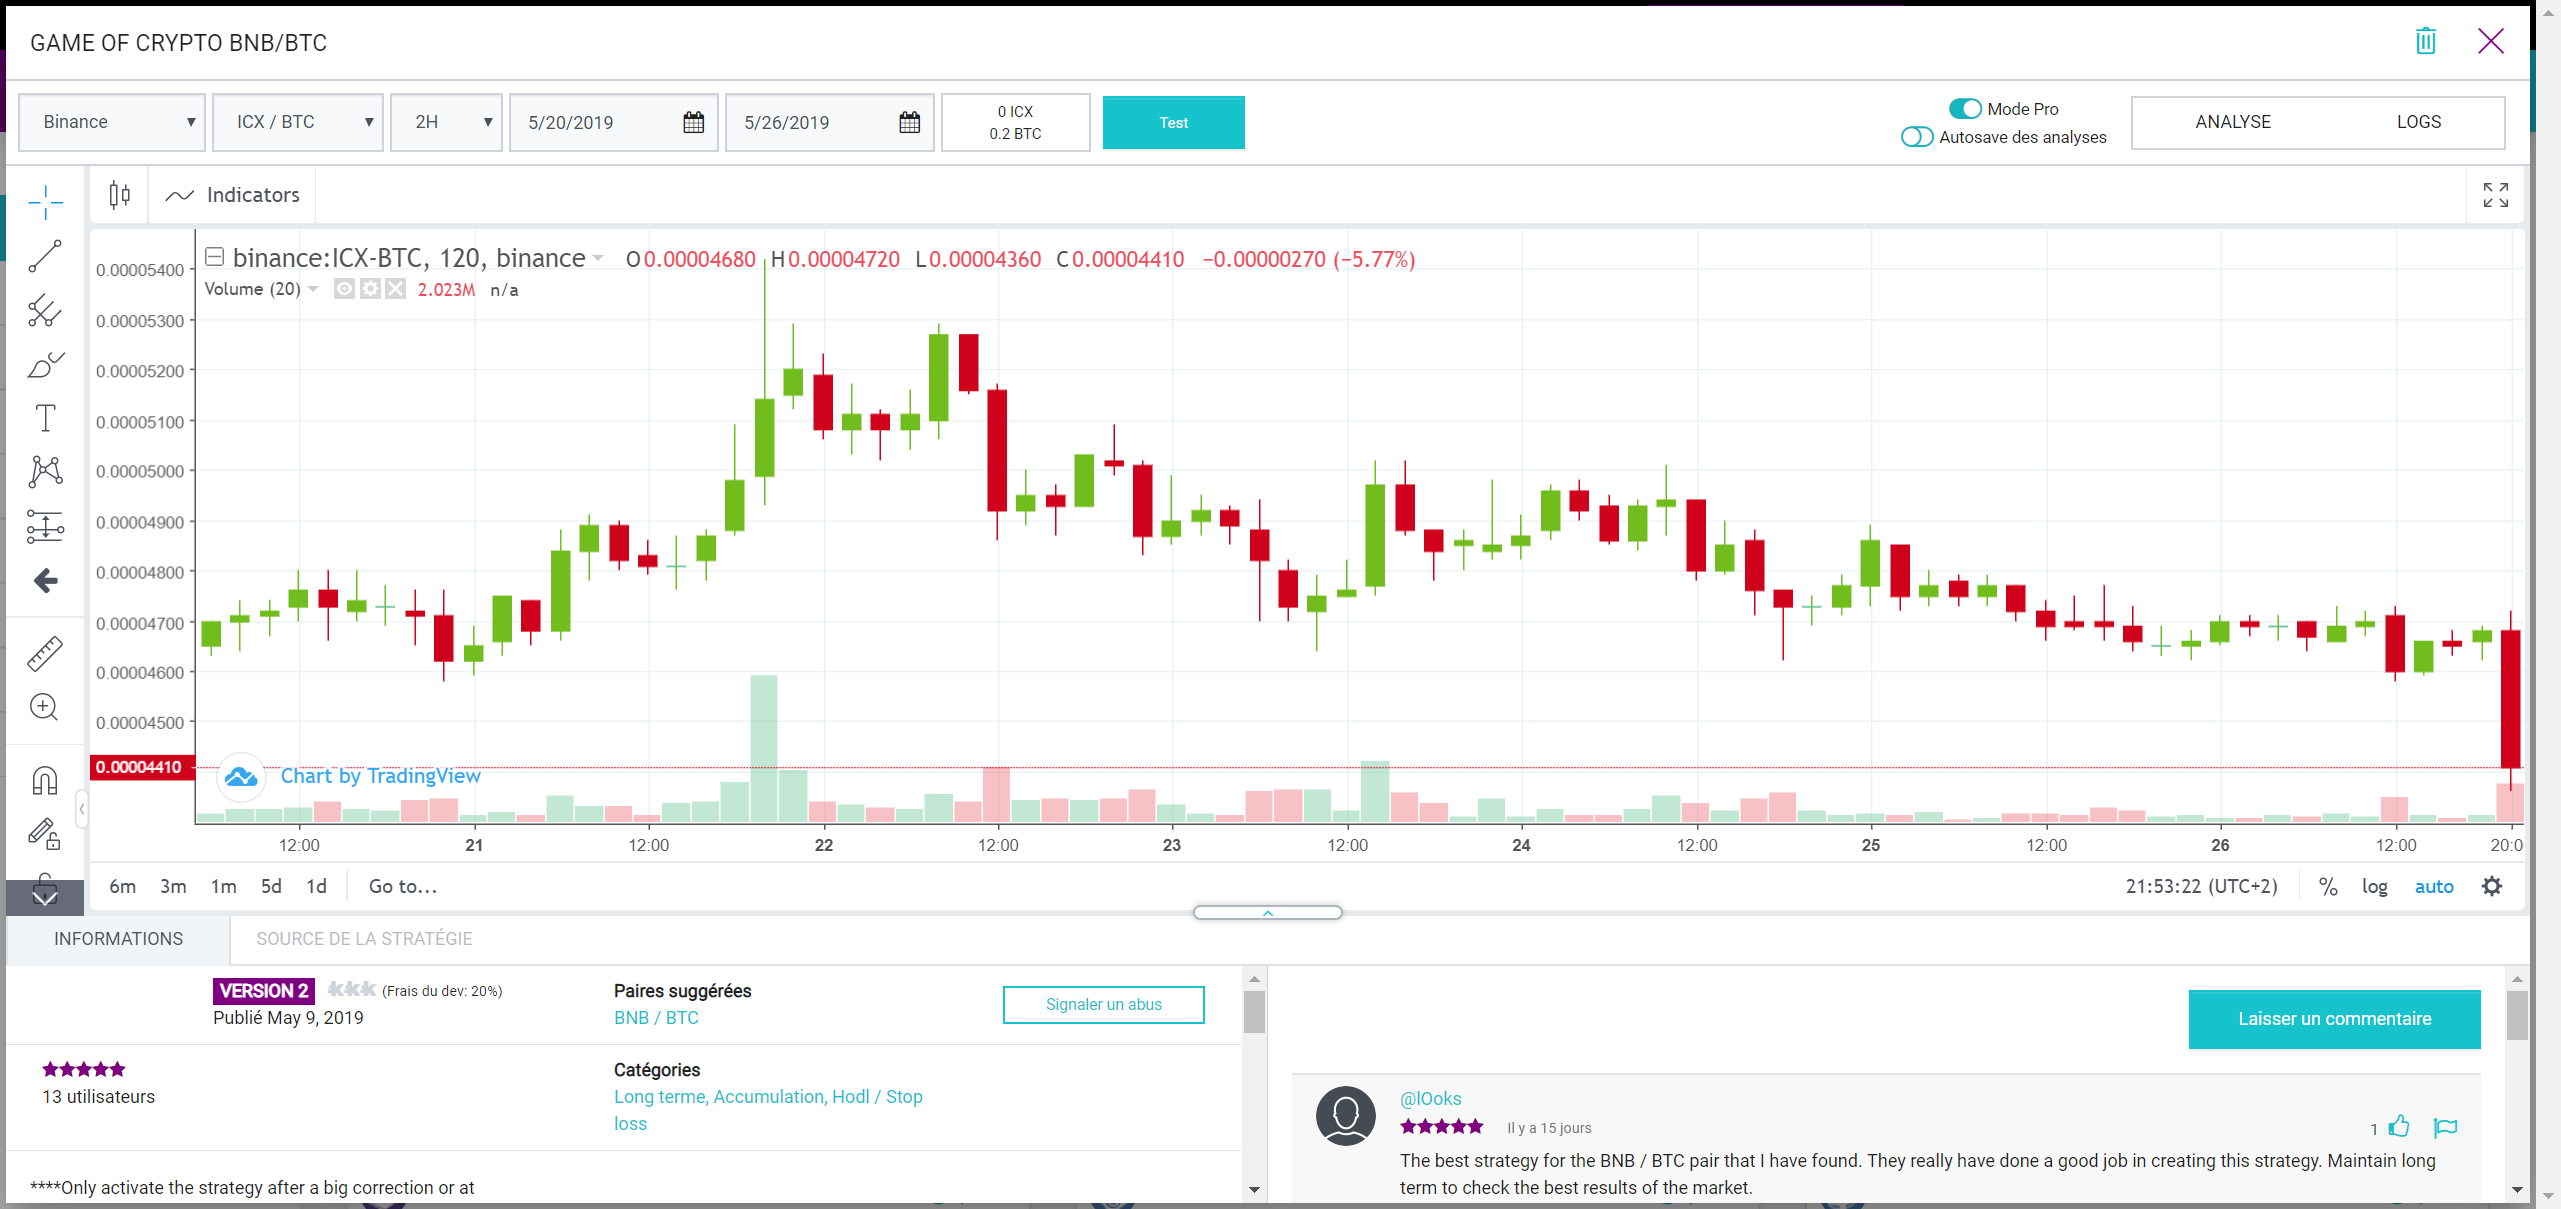 GAME OF CRYPTO BNB/BTC
Binance
ICX / BTC
2H
5/20/2019
5/26/2019
0 ICX
0.2 BTC
Test
Mode Pro
Autosave des analyses
ANALYSE
LOGS
Indicators
binance:ICX-BTC, 120, binance O0.00004680 H0.00004720 L0.00004360 C0.00004410 −0.00000270 (−5.77%)
Volume (20) 2.023M n/a
0.00005400
0.00005300
0.00005200
0.00005100
0.00005000
0.00004900
0.00004800
0.00004700
0.00004600
0.00004500
0.00004410
Chart by TradingView
12:00 21 12:00 22 12:00 23 12:00 24 12:00 25 12:00 26 12:00 20:0
6m 3m 1m 5d 1d Go to...
21:53:22 (UTC+2) % log auto
INFORMATIONS
SOURCE DE LA STRATÉGIE
VERSION 2 (Frais du dev: 20%)
Publié May 9, 2019
Paires suggérées
BNB / BTC
Signaler un abus
13 utilisateurs
Catégories
Long terme, Accumulation, Hodl / Stop
loss
****Only activate the strategy after a big correction or at
Laisser un commentaire
@lOoks
Il y a 15 jours
1
The best strategy for the BNB / BTC pair that I have found. They really have done a good job in creating this strategy. Maintain long
term to check the best results of the market.